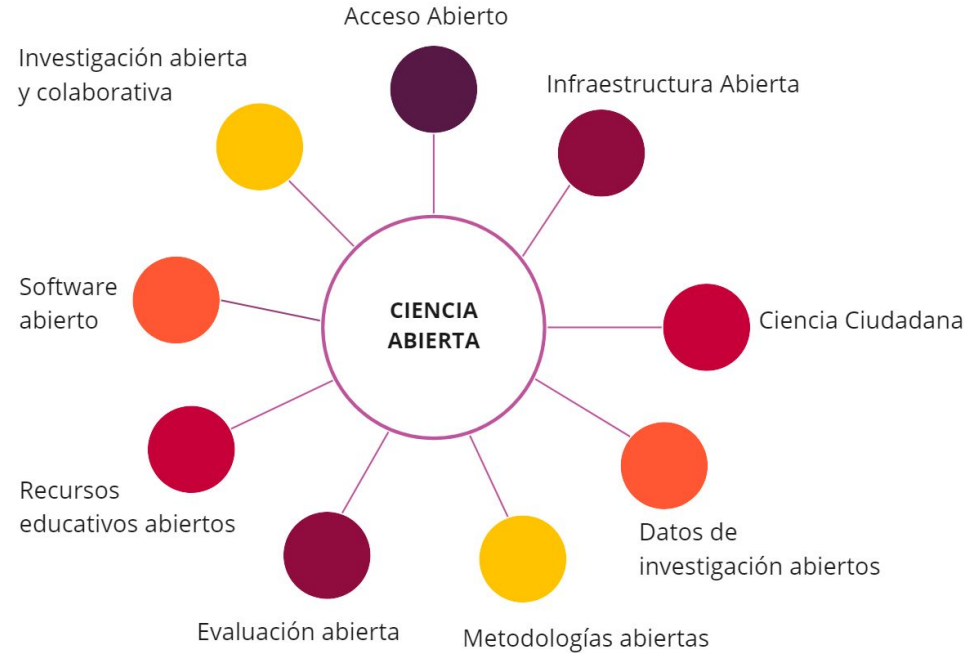 Acceso Abierto
Infraestructura Abierta
Ciencia Ciudadana
Datos de
investigación abiertos
Metodologías abiertas
Evaluación abierta
Recursos
educativos abiertos
Software
abierto
Investigación abierta
y colaborativa
CIENCIA
ABIERTA